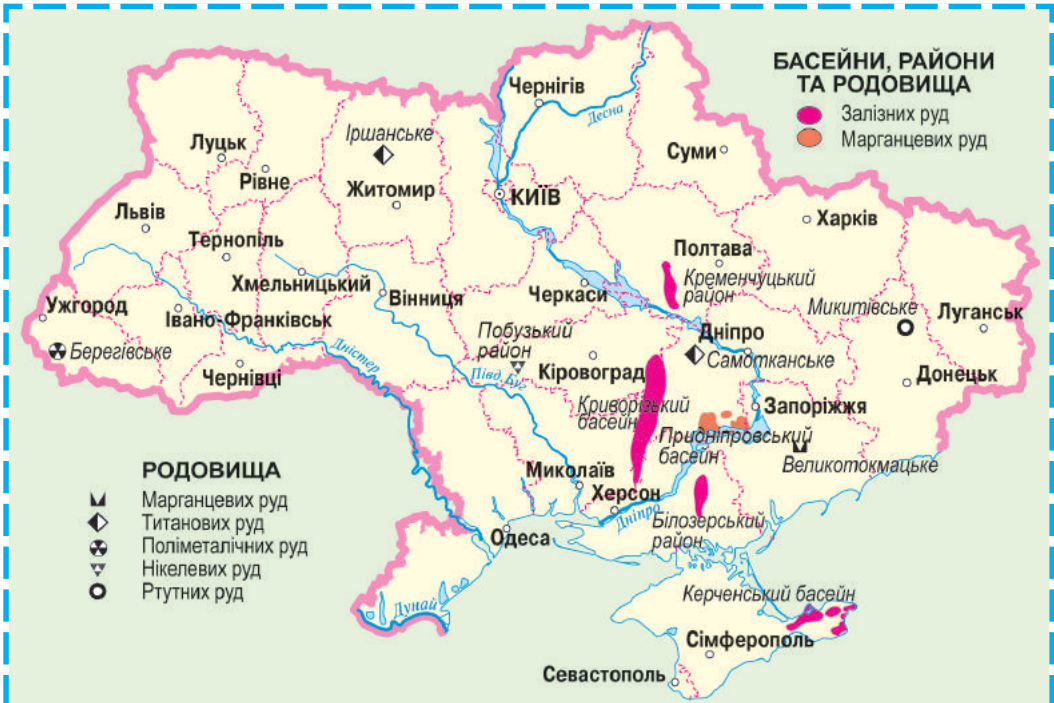 БАСЕЙНИ, РАЙОНИ
ТА РОДОВИЩА
Залізних руд
Марганцевих руд
Чернігів
Десна
Іршанське
Луцьк
Рівне
Житомир
КИЇВ
Суми
Львів
Тернопіль
Харків
Полтава
Хмельницький
Вінниця
Черкаси
Кременчуцький
район
Микитівське
Ужгород
Івано-Франківськ
Луганськ
Побузький
район
Дніпро
Берегівське
Дністер
Самотканське
Чернівці
Півд.Буг
Кіровоград
Донецьк
Криворізький
басейн
Запоріжжя
Придніпровський
басейн
Великотокмацьке
РОДОВИЩА
Марганцевих руд
Титанових руд
Поліметалічних руд
Нікелевих руд
Ртутних руд
Миколаїв
Херсон
Дніпро
Одеса
Білозерський
район
Дунай
Керченський басейн
Сімферополь
Севастополь